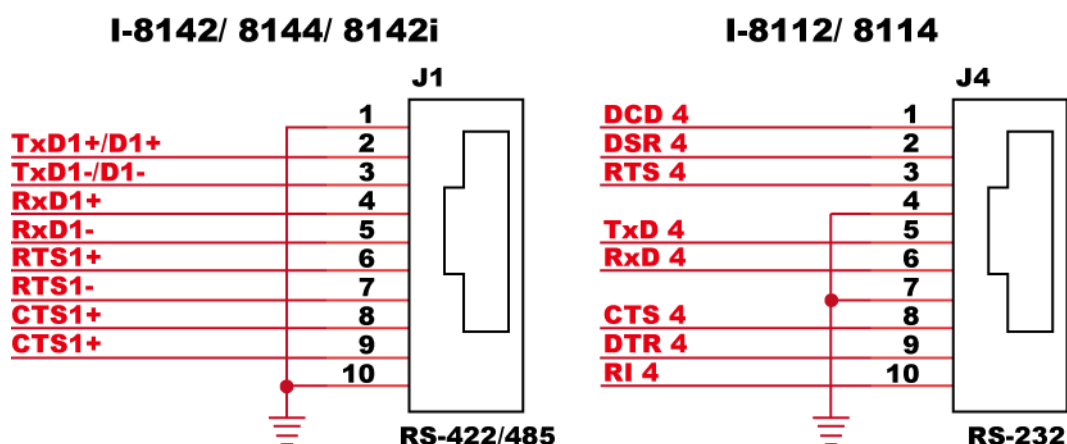 I-8142/ 8144/ 8142i
J1
1
TxD1+/D1+ 2
TxD1-/D1- 3
RxD1+ 4
RxD1- 5
RTS1+ 6
RTS1- 7
CTS1+ 8
CTS1+ 9
10
RS-422/485
I-8112/ 8114
J4
DCD 4 1
DSR 4 2
RTS 4 3
4
TxD 4 5
RxD 4 6
7
CTS 4 8
DTR 4 9
RI 4 10
RS-232